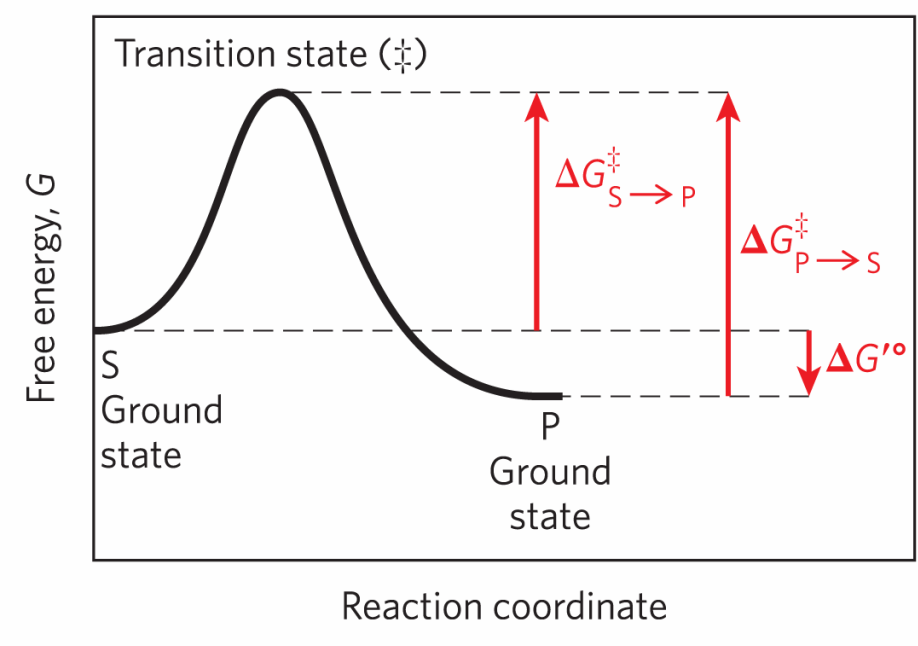 Transition state (‡)
ΔG‡S → P
ΔG‡P → S
ΔG′°
S
Ground
state
P
Ground
state
Free energy, G
Reaction coordinate